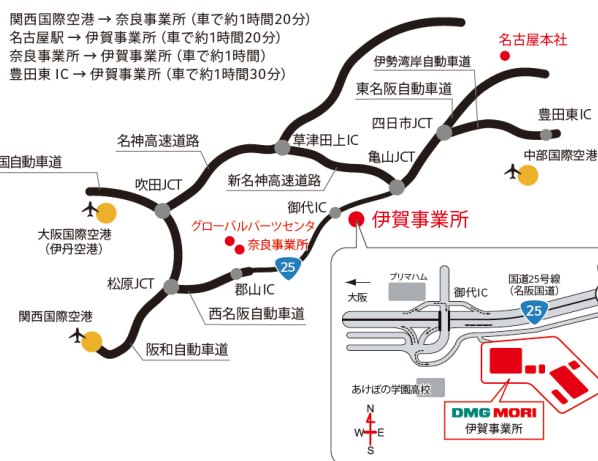 関西国際空港 → 奈良事業所 (車で約1時間20分)
名古屋駅 → 伊賀事業所 (車で約1時間20分)
奈良事業所 → 伊賀事業所 (車で約1時間)
豊田東 IC → 伊賀事業所 (車で約1時間30分)
名古屋本社
伊勢湾岸自動車道
東名阪自動車道
豊田東IC
四日市JCT
名神高速道路
草津田上IC
亀山JCT
中部国際空港
国自動車道
新名神高速道路
吹田JCT
御代IC
伊賀事業所
グローバルパーツセンタ
奈良事業所
大阪国際空港
(伊丹空港)
25
松原JCT
郡山IC
西名阪自動車道
関西国際空港
阪和自動車道
プリマハム
大阪
御代IC
国道25号線
(名阪国道)
25
あけぼの学園高校
DMG MORI
伊賀事業所
N
W E
S